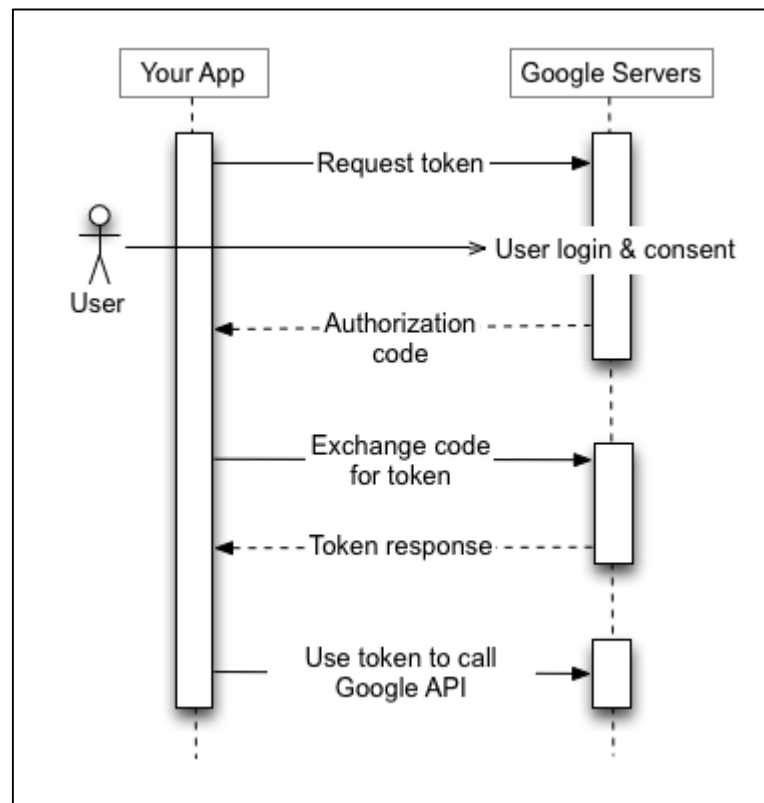 Your App
Google Servers
Request token
User login & consent
User
Authorization
code
Exchange code
for token
Token response
Use token to call
Google API